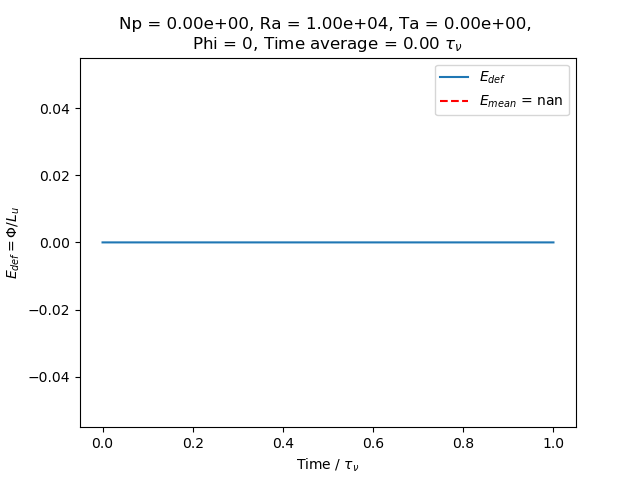 Np = 0.00e+00, Ra = 1.00e+04, Ta = 0.00e+00,
Phi = 0, Time average = 0.00 τ_ν
E_def
E_mean = nan
0.04
0.02
0.00
−0.02
−0.04
E_def = Φ/L_u
0.0 0.2 0.4 0.6 0.8 1.0
Time / τ_ν